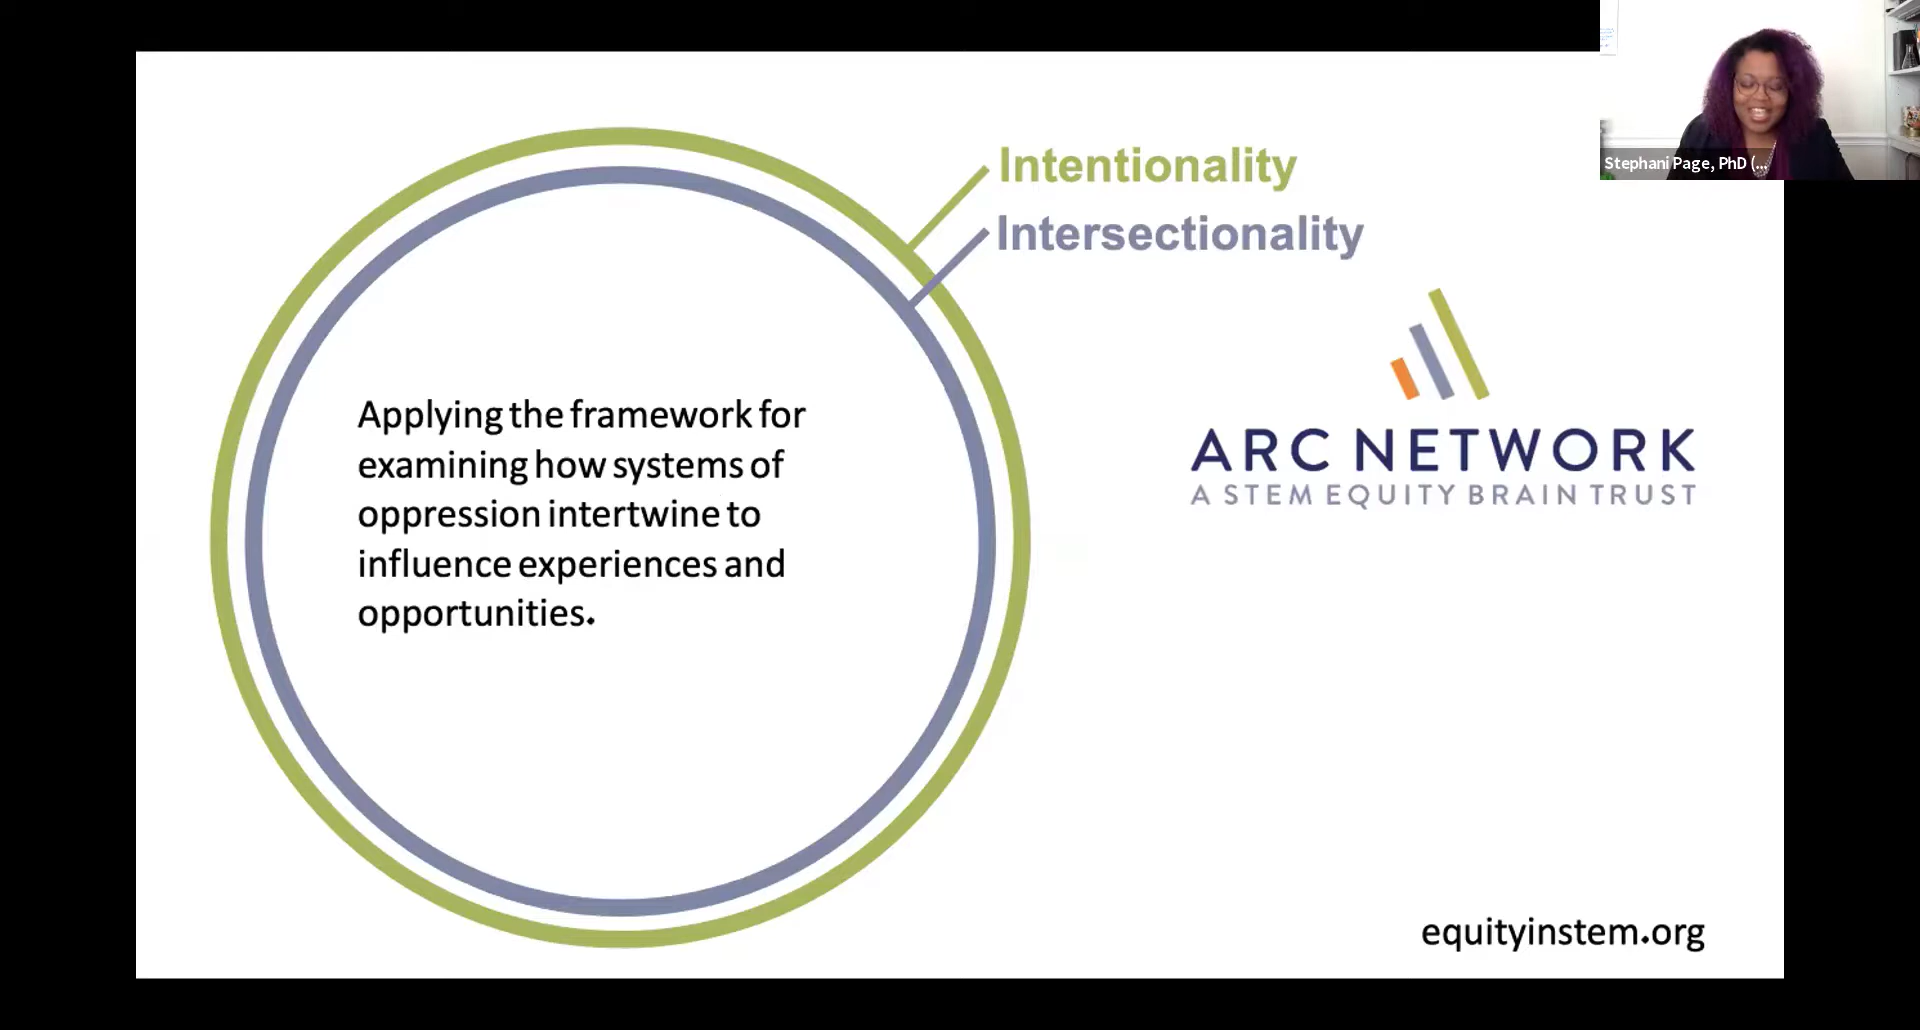 Stephani Page, PhD (...
Intentionality
Intersectionality
Applying the framework for
examining how systems of
oppression intertwine to
influence experiences and
opportunities.
ARC NETWORK
A STEM EQUITY BRAIN TRUST
equityinstem.org